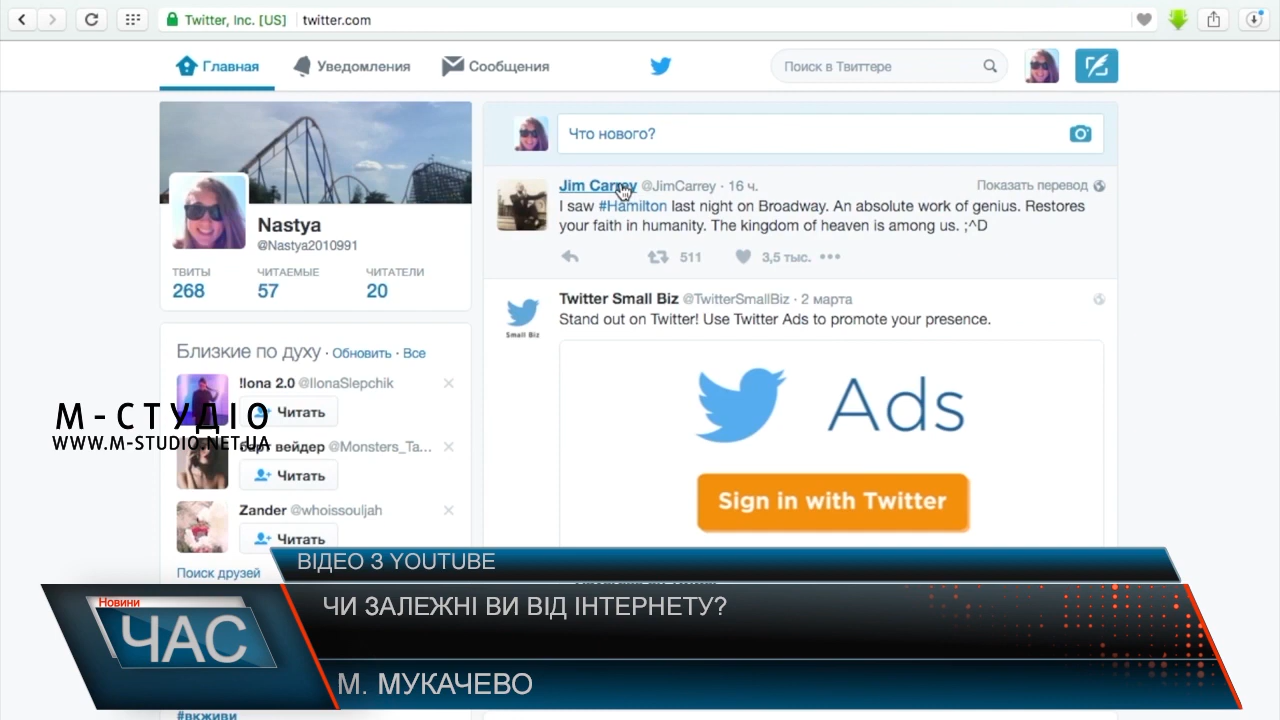 Twitter, Inc. [US] twitter.com
Главная Уведомления Сообщения Поиск в Твиттере
Nastya
@Nastya2010991
ТВИТЫ ЧИТАЕМЫЕ ЧИТАТЕЛИ
268 57 20
Близкие по духу · Обновить · Все
!lona 2.0 @IlonaSlepchik
Читать
барт вейдер @Monsters_Ta...
Читать
Zander @whoissouljah
Читать
Поиск друзей
#вкживи
Что нового?
Jim Carrey @JimCarrey · 16 ч. Показать перевод
I saw #Hamilton last night on Broadway. An absolute work of genius. Restores
your faith in humanity. The kingdom of heaven is among us. ;^D
511 3,5 тыс.
Twitter Small Biz @TwitterSmallBiz · 2 марта
Stand out on Twitter! Use Twitter Ads to promote your presence.
Small Biz
Ads
Sign in with Twitter
М-СТУДІО
WWW.M-STUDIO.NET.UA
ВІДЕО З YOUTUBE
Новини
ЧАС
ЧИ ЗАЛЕЖНІ ВИ ВІД ІНТЕРНЕТУ?
М. МУКАЧЕВО